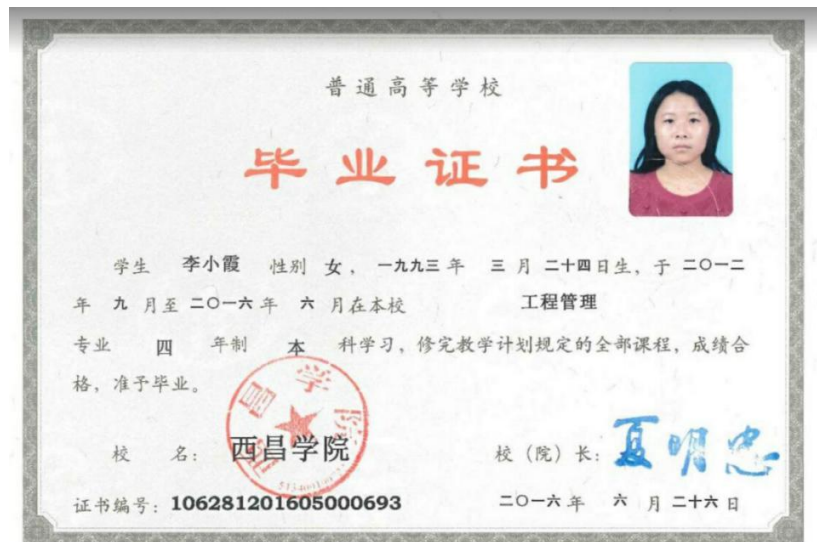 普通高等学校
毕业证书
学生 李小霞 性别 女，一九九三年 三 月 二十四日生，于 二〇一二
年 九 月至 二〇一六 年 六 月在本校 工程管理
专业 四 年制 本 科学习，修完教学计划规定的全部课程，成绩合
格，准予毕业。
西昌学院
校 名：西昌学院 校（院）长：夏明忠
证书编号：106281201605000693 二〇一六 年 六 月 二十六 日